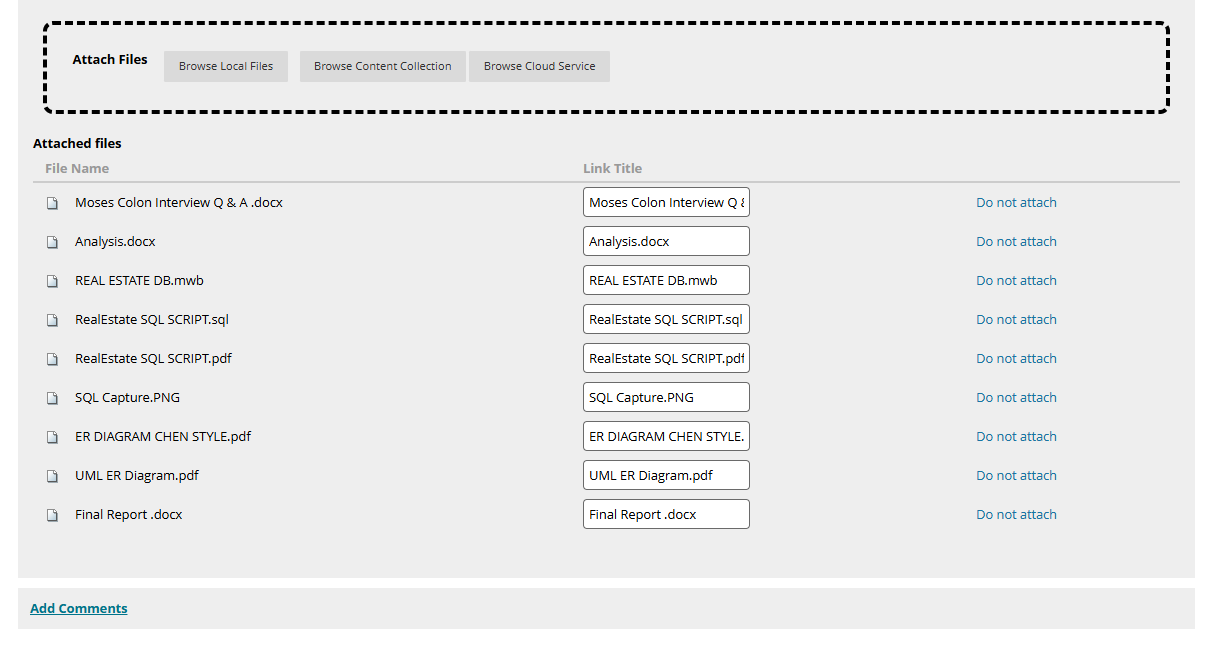 Attach Files Browse Local Files Browse Content Collection Browse Cloud Service
Attached files
File Name Link Title
Moses Colon Interview Q & A .docx Moses Colon Interview Q & Do not attach
Analysis.docx Analysis.docx Do not attach
REAL ESTATE DB.mwb REAL ESTATE DB.mwb Do not attach
RealEstate SQL SCRIPT.sql RealEstate SQL SCRIPT.sql Do not attach
RealEstate SQL SCRIPT.pdf RealEstate SQL SCRIPT.pdf Do not attach
SQL Capture.PNG SQL Capture.PNG Do not attach
ER DIAGRAM CHEN STYLE.pdf ER DIAGRAM CHEN STYLE. Do not attach
UML ER Diagram.pdf UML ER Diagram.pdf Do not attach
Final Report .docx Final Report .docx Do not attach
Add Comments